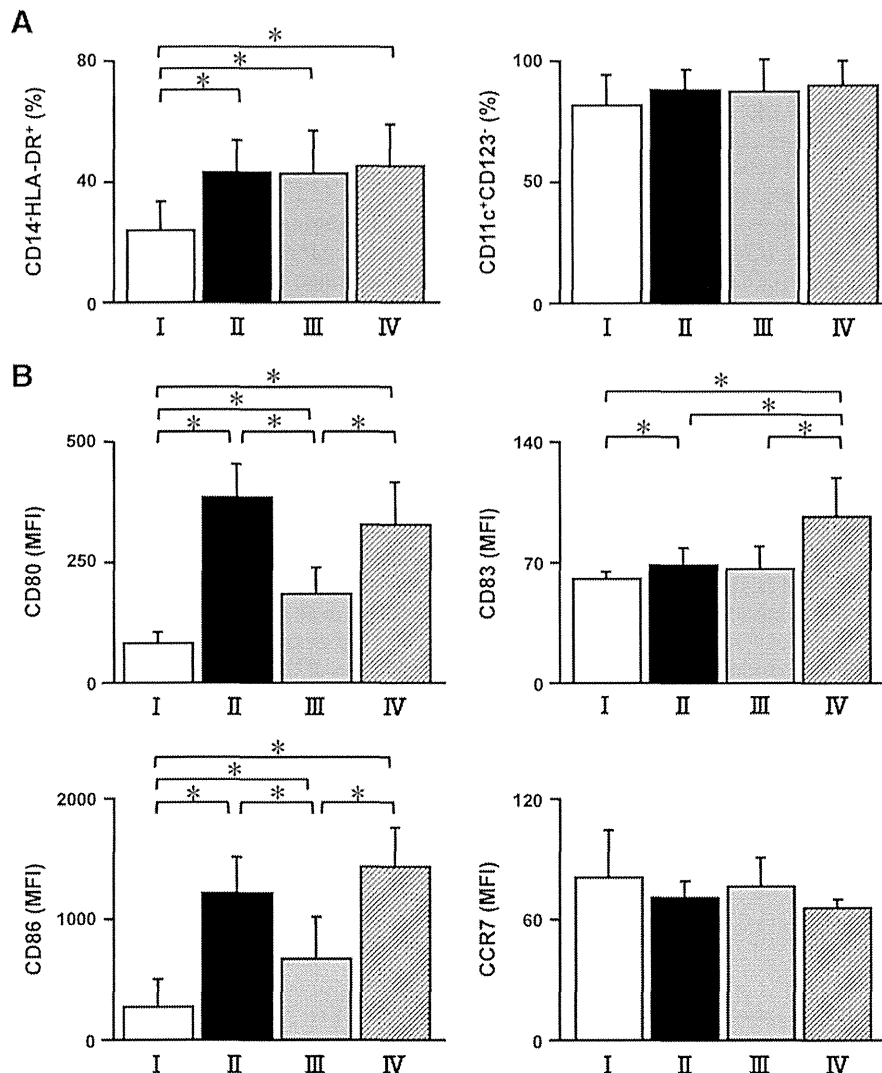 A
* 
*
*
80
40
0
CD14-HLA-DR+ (%)
I II III IV
100
50
0
CD11c+CD123- (%)
I II III IV
B
*
*
* * *
500
250
0
CD80 (MFI)
I II III IV
*
*
* *
140
70
0
CD83 (MFI)
I II III IV
*
*
* * *
2000
1000
0
CD86 (MFI)
I II III IV
120
60
0
CCR7 (MFI)
I II III IV